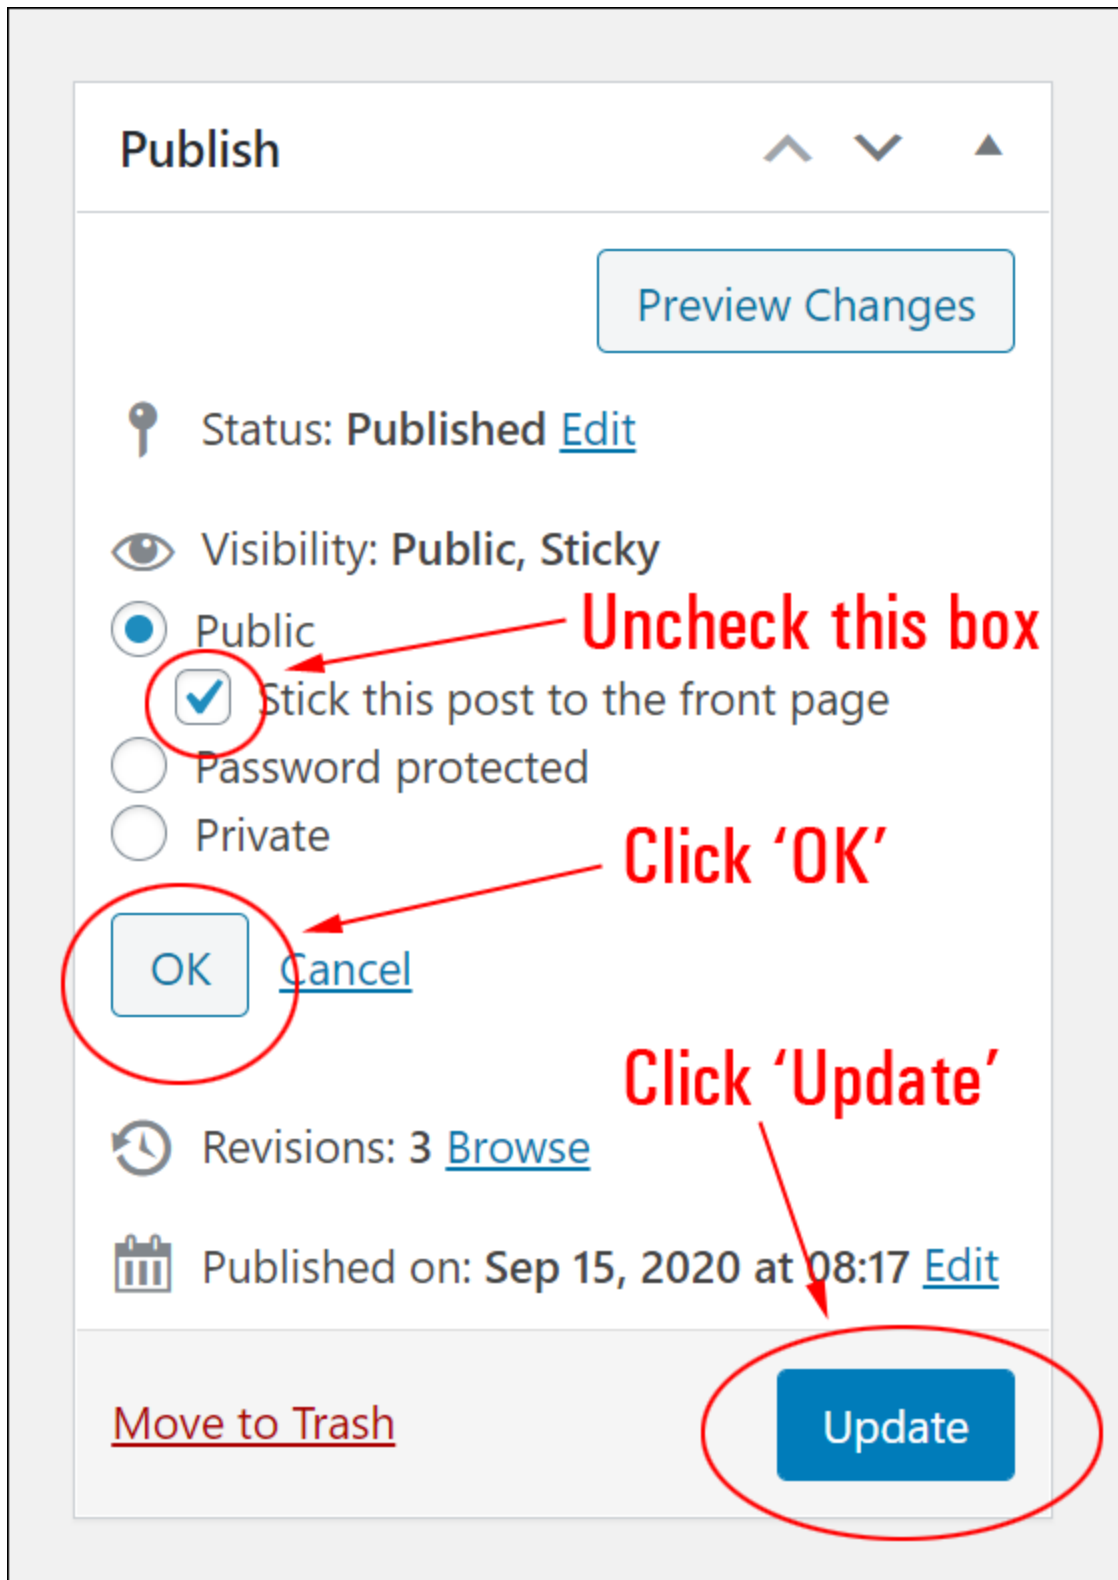 Publish
Preview Changes
Status: Published Edit
Visibility: Public, Sticky
Uncheck this box
Public
Stick this post to the front page
Password protected
Private
Click ‘OK’
OK Cancel
Click ‘Update’
Revisions: 3 Browse
Published on: Sep 15, 2020 at 08:17 Edit
Move to Trash Update